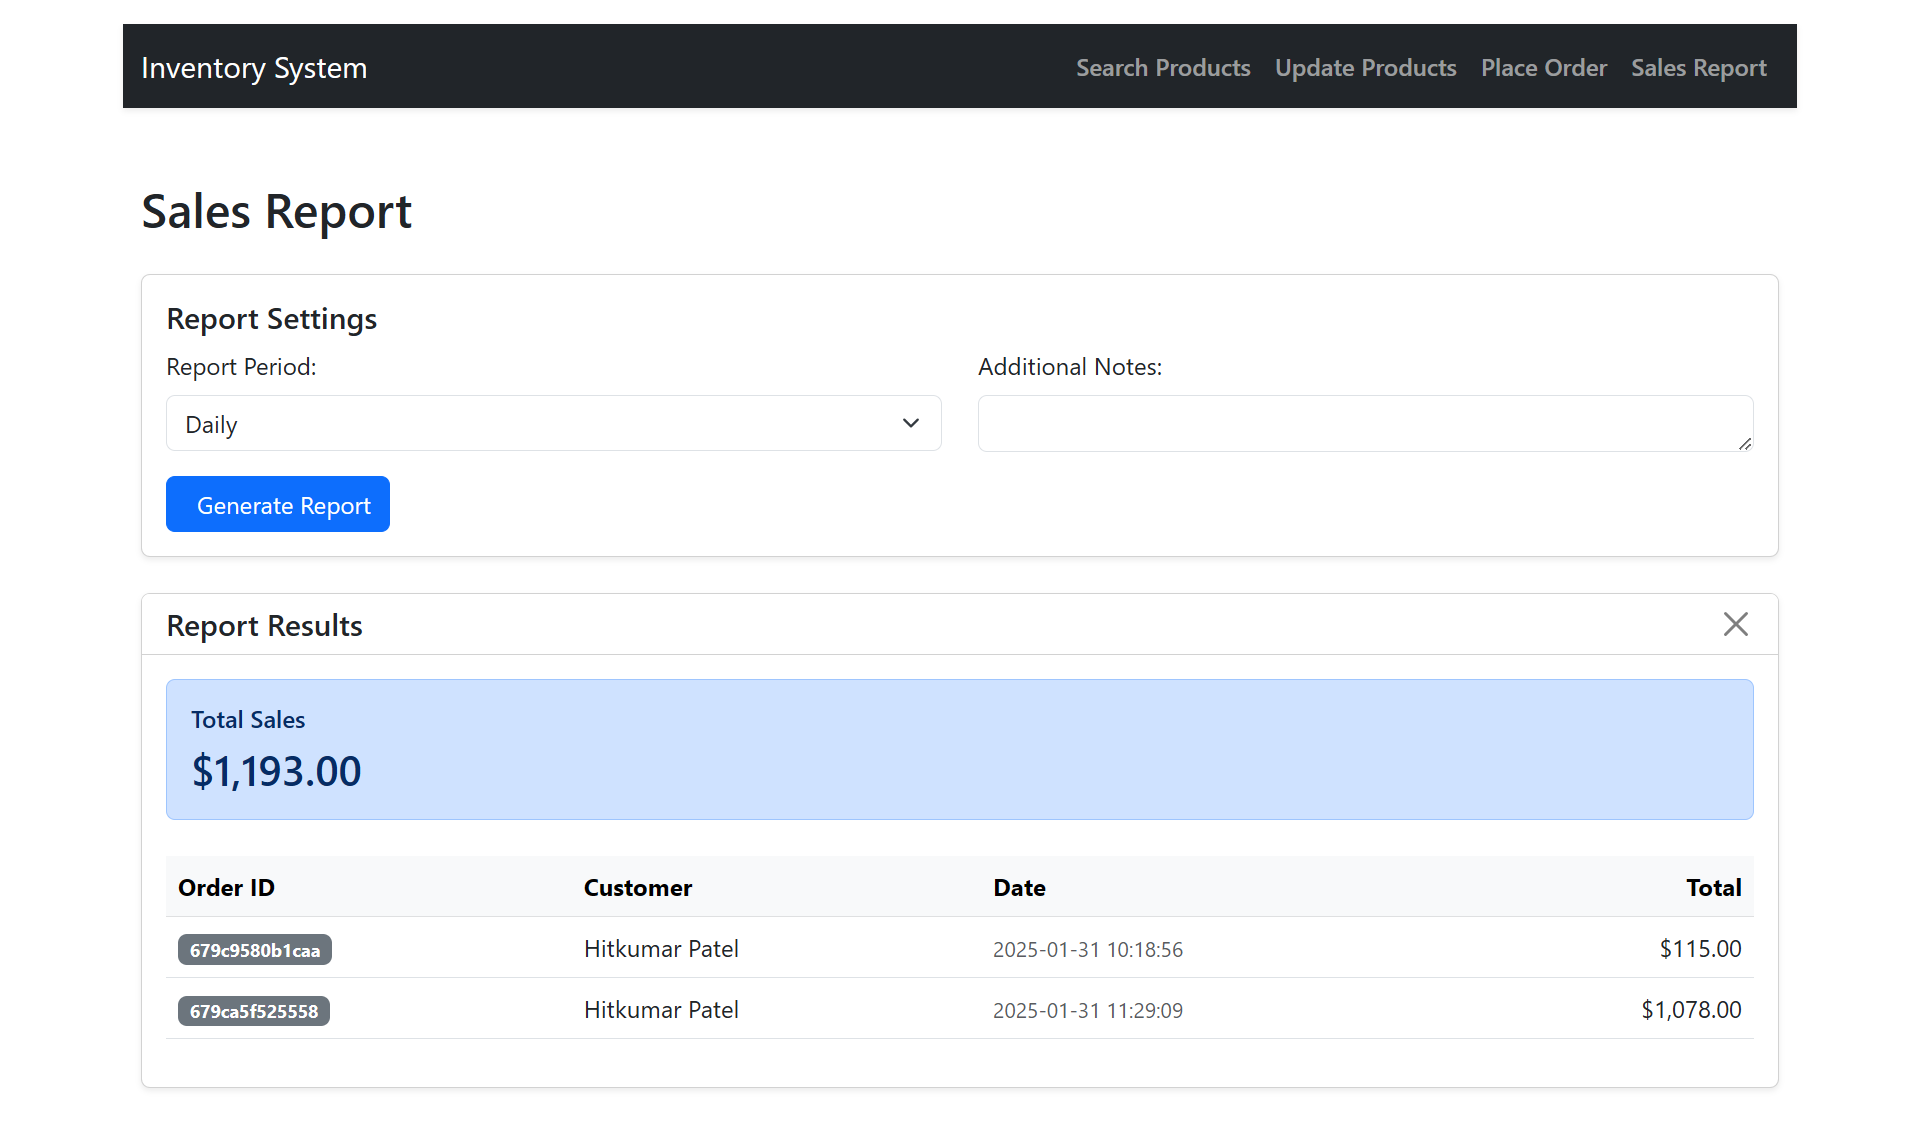 Inventory System
Search Products Update Products Place Order Sales Report
Sales Report
Report Settings
Report Period:
Additional Notes:
Daily
Generate Report
Report Results
Total Sales
$1,193.00
Order ID Customer Date Total
679c9580b1caa Hitkumar Patel 2025-01-31 10:18:56 $115.00
679ca5f525558 Hitkumar Patel 2025-01-31 11:29:09 $1,078.00